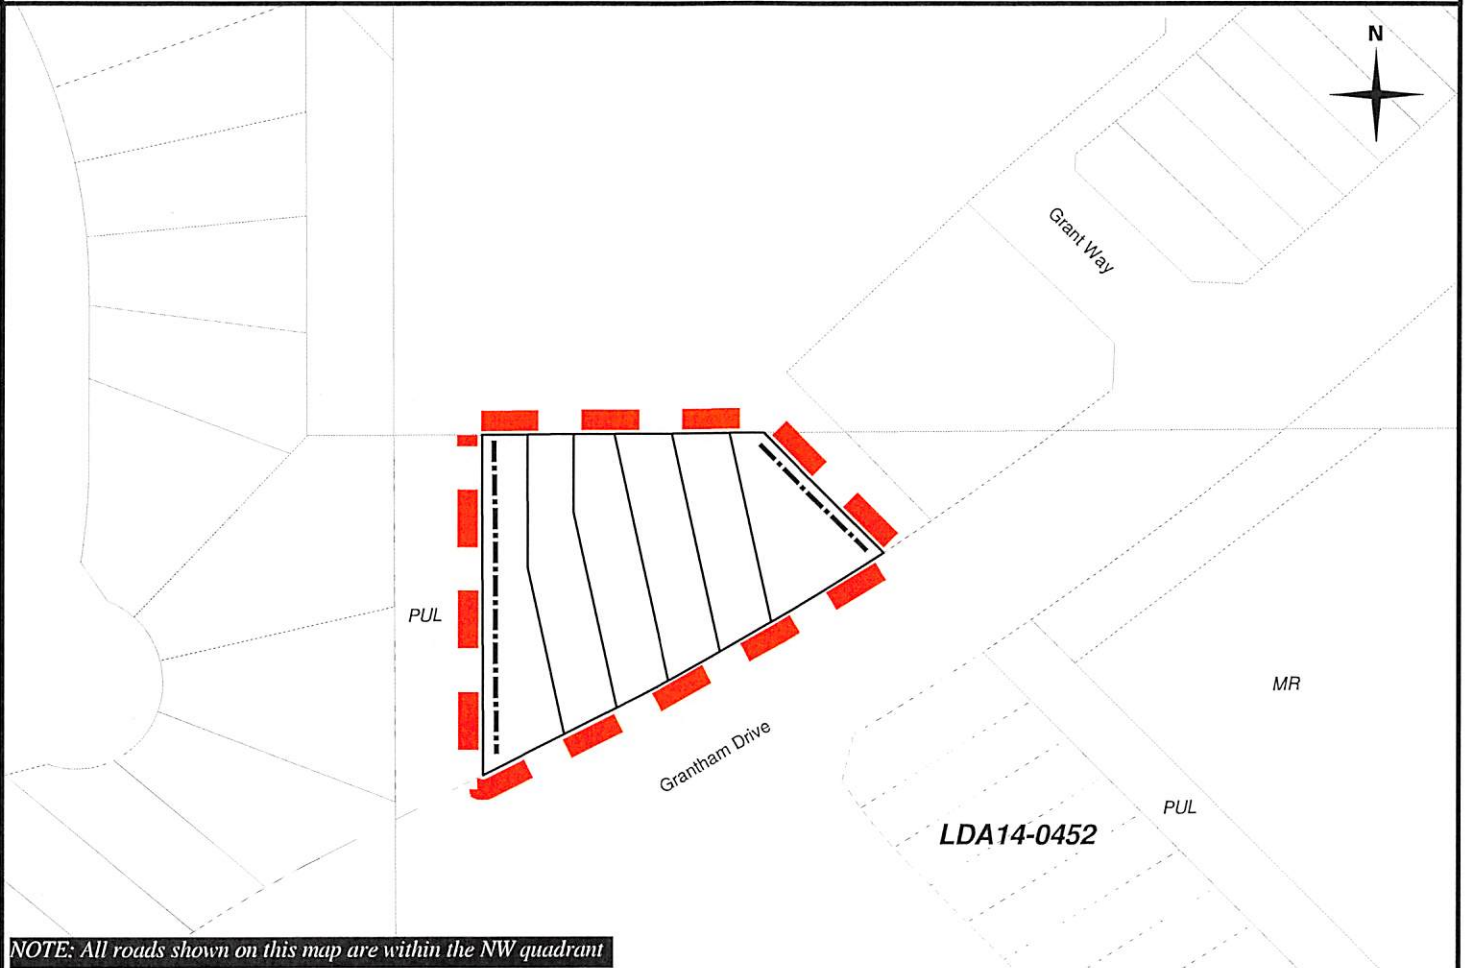 N
Grant Way
PUL
MR
Grantham Drive
PUL
LDA14-0452
NOTE: All roads shown on this map are within the NW quadrant